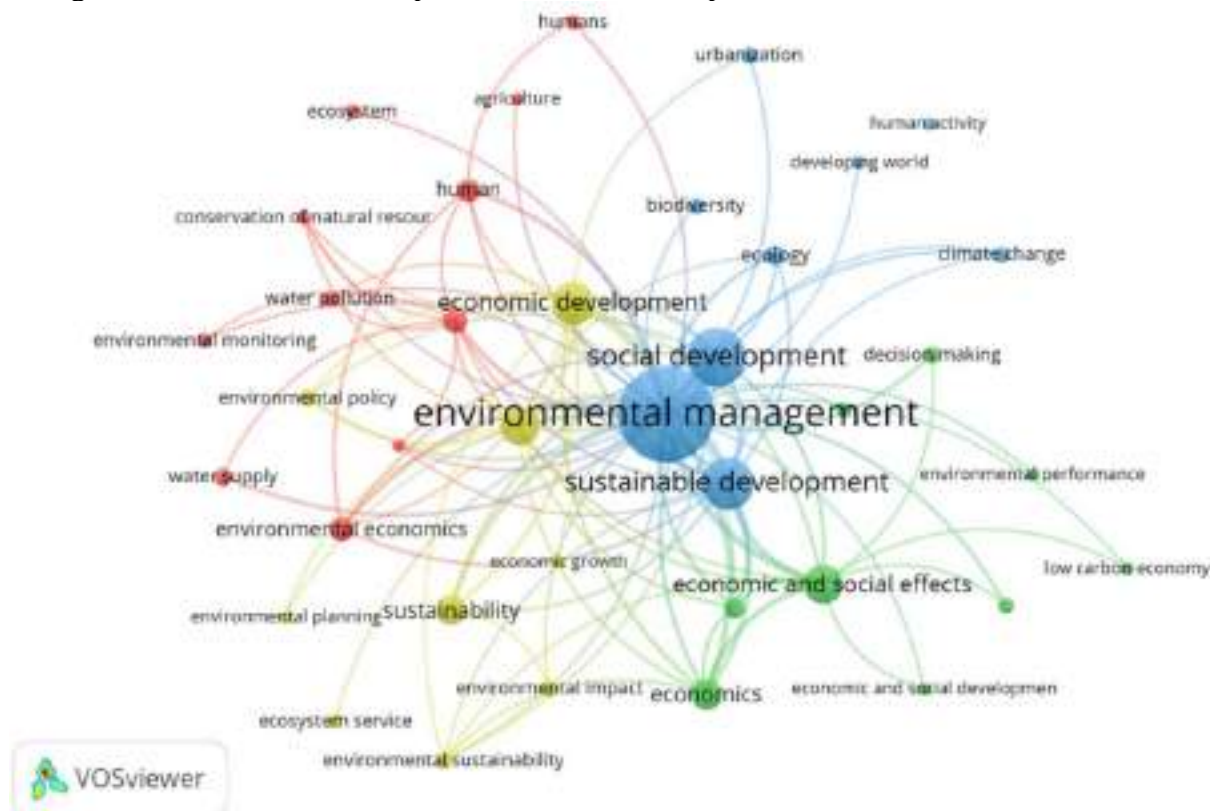 humans
urbanization
agriculture
ecosystem
human activity
developing world
human
biodiversity
conservation of natural resour
ecology
climate change
water pollution
economic development
environmental monitoring
social development
decision making
environmental policy
environmental management
water supply
sustainable development
environmental performance
environmental economics
economic growth
low carbon economy
economic and social effects
environmental planning
sustainability
environmental impact
economics
economic and social developmen
ecosystem service
environmental sustainability
VOSviewer